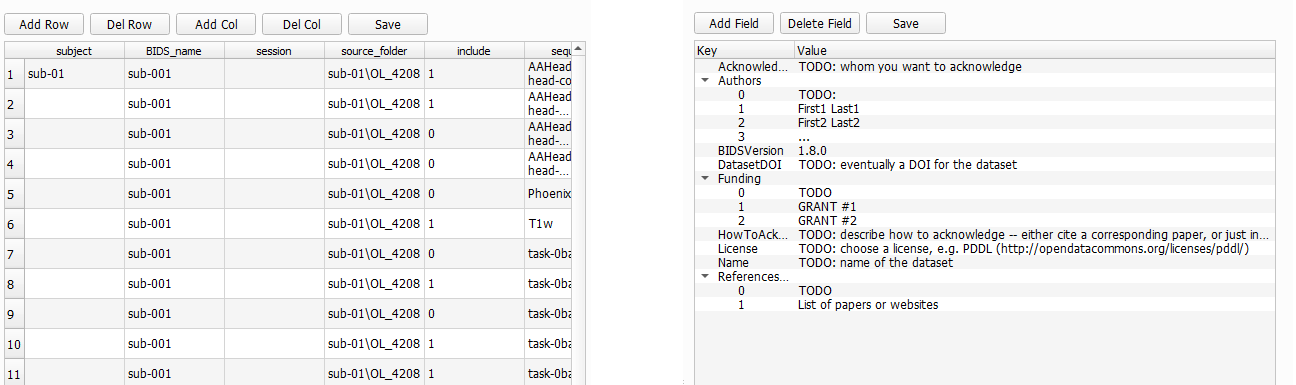 Add Row Del Row Add Col Del Col Save
subject BIDS_name session source_folder include sequ
1 sub-01 sub-001 sub-01\OL_4208 1 AAHead head-co
2 sub-001 sub-01\OL_4208 1 AAHead head-...
3 sub-001 sub-01\OL_4208 0 AAHead head-...
4 sub-001 sub-01\OL_4208 0 AAHead head-...
5 sub-001 sub-01\OL_4208 0 Phoenix
6 sub-001 sub-01\OL_4208 1 T1w
7 sub-001 sub-01\OL_4208 0 task-0ba
8 sub-001 sub-01\OL_4208 1 task-0ba
9 sub-001 sub-01\OL_4208 0 task-0ba
10 sub-001 sub-01\OL_4208 1 task-0ba
11 sub-001 sub-01\OL_4208 1 task-0ba
Add Field Delete Field Save
Key Value
Acknowled... TODO: whom you want to acknowledge
Authors
0 TODO:
1 First1 Last1
2 First2 Last2
3 ...
BIDSVersion 1.8.0
DatasetDOI TODO: eventually a DOI for the dataset
Funding
0 TODO
1 GRANT #1
2 GRANT #2
HowToAck... TODO: describe how to acknowledge -- either cite a corresponding paper, or just in...
License TODO: choose a license, e.g. PDDL (http://opendatacommons.org/licenses/pddl/)
Name TODO: name of the dataset
References...
0 TODO
1 List of papers or websites